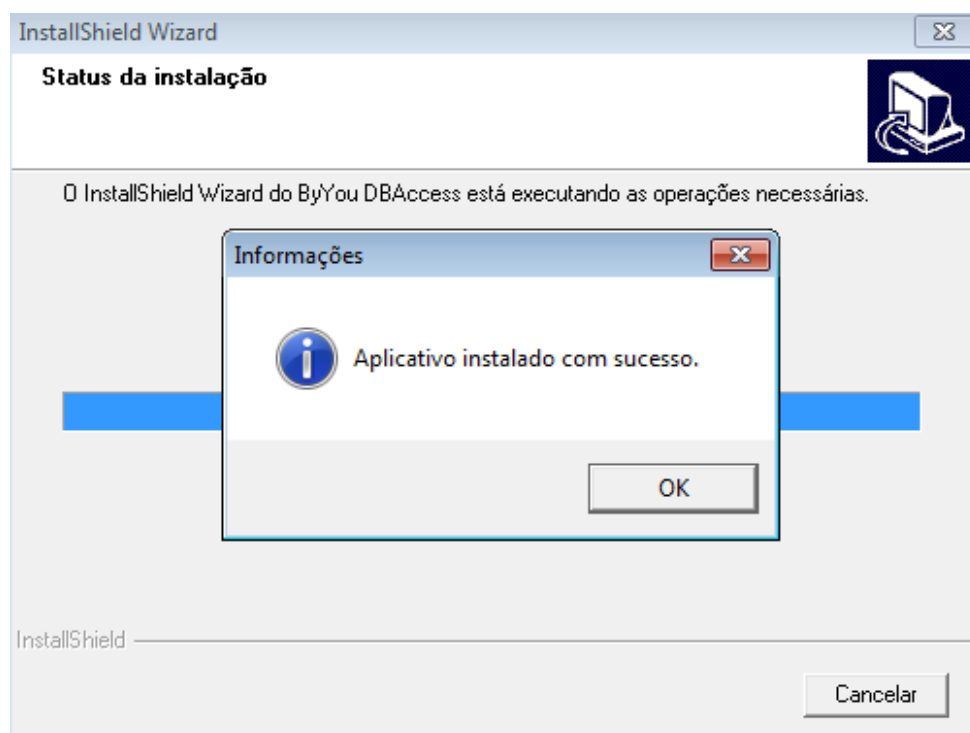 InstallShield Wizard
Status da instalação
O InstallShield Wizard do ByYou DBAccess está executando as operações necessárias.
Informações
Aplicativo instalado com sucesso.
OK
InstallShield
Cancelar